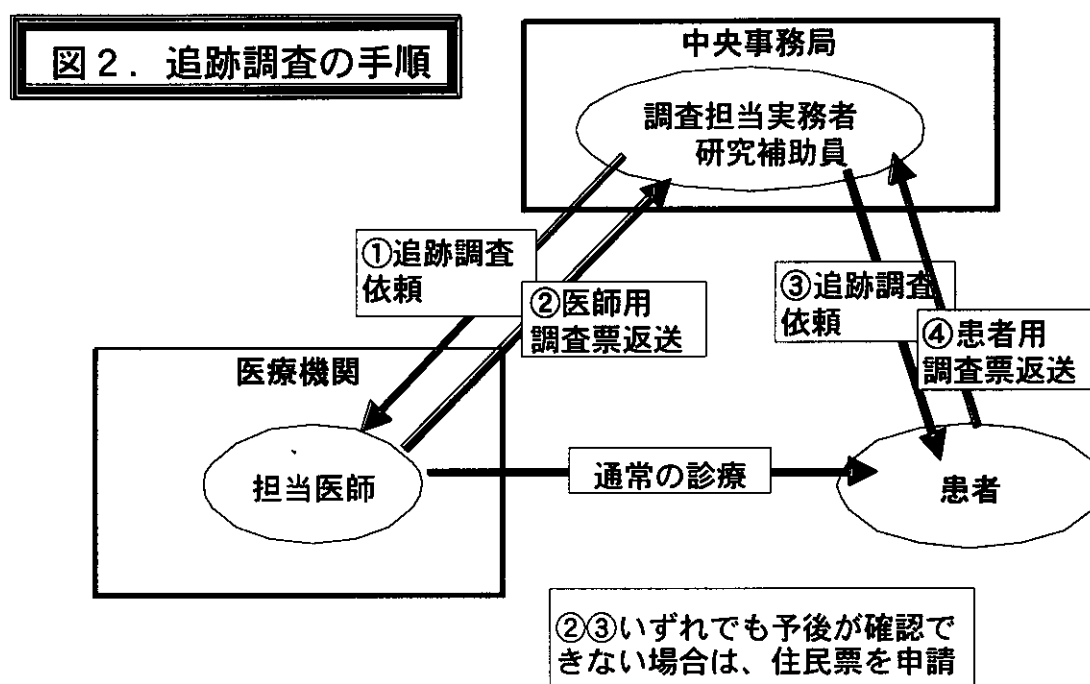 図2．追跡調査の手順
中央事務局
調査担当実務者
研究補助員
①追跡調査
依頼
②医師用
調査票返送
③追跡調査
依頼
④患者用
調査票返送
医療機関
担当医師
通常の診療
患者
②③いずれでも予後が確認で
きない場合は、住民票を申請